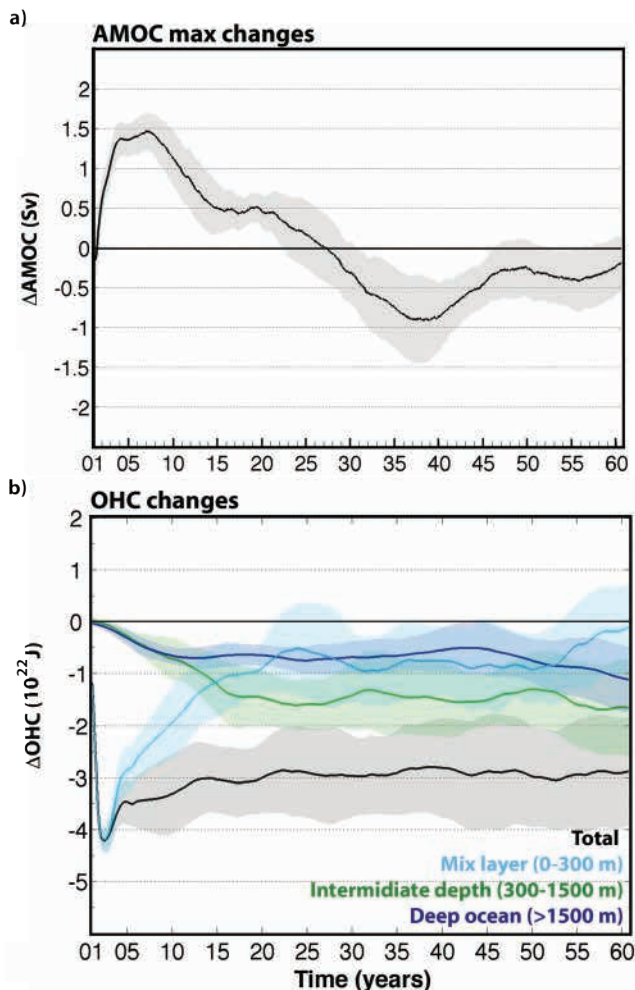 a)
AMOC max changes
2
1.5
1
0.5
0
-0.5
-1
-1.5
-2
ΔAMOC (Sv)
01 05 10 15 20 25 30 35 40 45 50 55 60
b)
OHC changes
2
1
0
-1
-2
-3
-4
-5
ΔOHC (10²²J)
Total
Mix layer (0-300 m)
Intermidiate depth (300-1500 m)
Deep ocean (>1500 m)
01 05 10 15 20 25 30 35 40 45 50 55 60
Time (years)